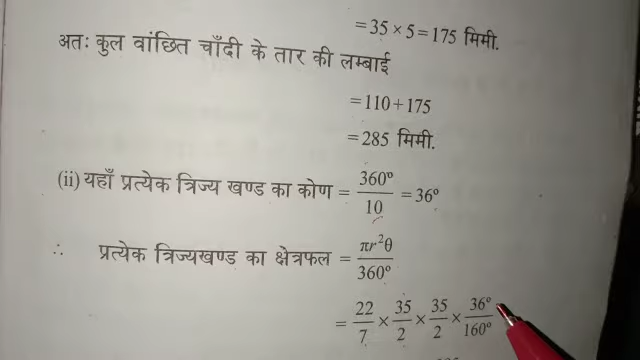 = 35 × 5 = 175 मिमी.
अतः कुल वांछित चाँदी के तार की लम्बाई
= 110 + 175
= 285 मिमी.
(ii) यहाँ प्रत्येक त्रिज्य खण्ड का कोण = 360°/10 = 36°
∴ प्रत्येक त्रिज्यखण्ड का क्षेत्रफल = πr²θ/360°
= 22/7 × 35/2 × 35/2 × 36°/160°